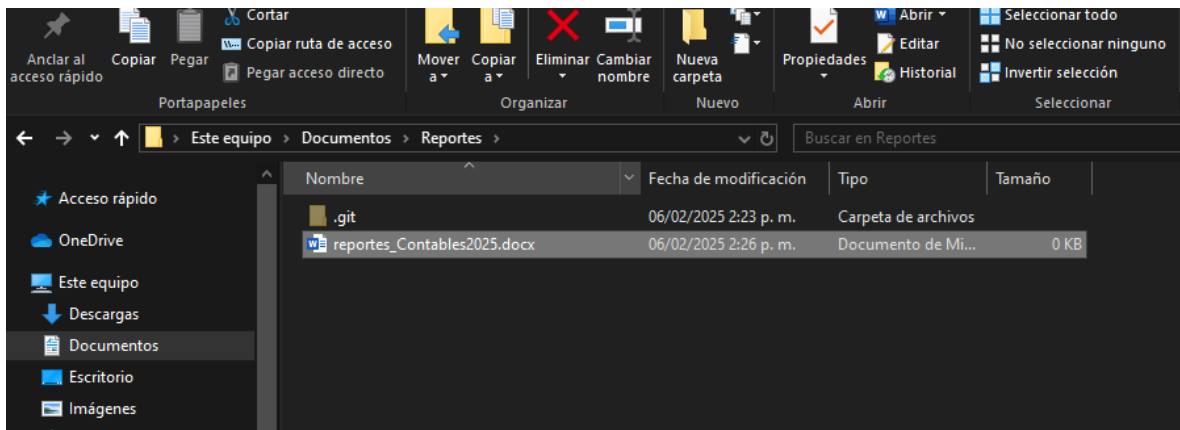 Anclar al acceso rápido
Copiar
Pegar
Cortar
Copiar ruta de acceso
Pegar acceso directo
Portapapeles
Mover a
Copiar a
Eliminar
Cambiar nombre
Organizar
Nueva carpeta
Nuevo
Propiedades
Abrir
Editar
Historial
Abrir
Seleccionar todo
No seleccionar ninguno
Invertir selección
Seleccionar
Este equipo > Documentos > Reportes >
Buscar en Reportes
Acceso rápido
OneDrive
Este equipo
Descargas
Documentos
Escritorio
Imágenes
Nombre Fecha de modificación Tipo Tamaño
.git 06/02/2025 2:23 p. m. Carpeta de archivos
reportes_Contables2025.docx 06/02/2025 2:26 p. m. Documento de Mi... 0 KB